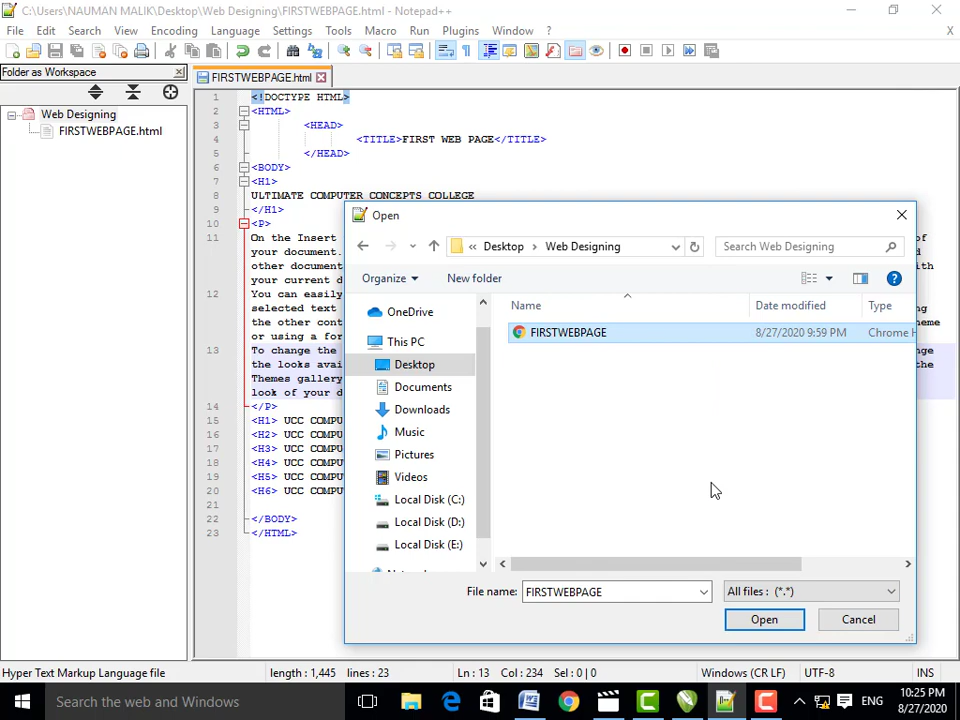 C:\Users\NAUMAN MALIK\Desktop\Web Designing\FIRSTWEBPAGE.html - Notepad++
File Edit Search View Encoding Language Settings Tools Macro Run Plugins Window ? X
Folder as Workspace
FIRSTWEBPAGE.html
Web Designing
FIRSTWEBPAGE.html
1 <!DOCTYPE HTML>
2 <HTML>
3 <HEAD>
4 <TITLE>FIRST WEB PAGE</TITLE>
5 </HEAD>
6 <BODY>
7 <H1>
8 ULTIMATE COMPUTER CONCEPTS COLLEGE
9 </H1>
10 <P>
11 On the Insert of
your document.
other document with
your current d
12 You can easily
selected text ng
the other cont eme
or using a for
13 To change the nge
the looks avai the
Themes gallery
look of your d
14 </P>
15 <H1> UCC COMPU
16 <H2> UCC COMPU
17 <H3> UCC COMPU
18 <H4> UCC COMPU
19 <H5> UCC COMPU
20 <H6> UCC COMPU
21
22 </BODY>
23 </HTML>
Open
« Desktop › Web Designing
Search Web Designing
Organize New folder
Name Date modified Type
OneDrive
This PC
Desktop
Documents
Downloads
Music
Pictures
Videos
Local Disk (C:)
Local Disk (D:)
Local Disk (E:)
FIRSTWEBPAGE 8/27/2020 9:59 PM Chrome H
File name: FIRSTWEBPAGE All files : (*.*)
Open Cancel
Hyper Text Markup Language file length : 1,445 lines : 23 Ln : 13 Col : 234 Sel : 0 | 0 Windows (CR LF) UTF-8 INS
Search the web and Windows
ENG
10:25 PM
8/27/2020